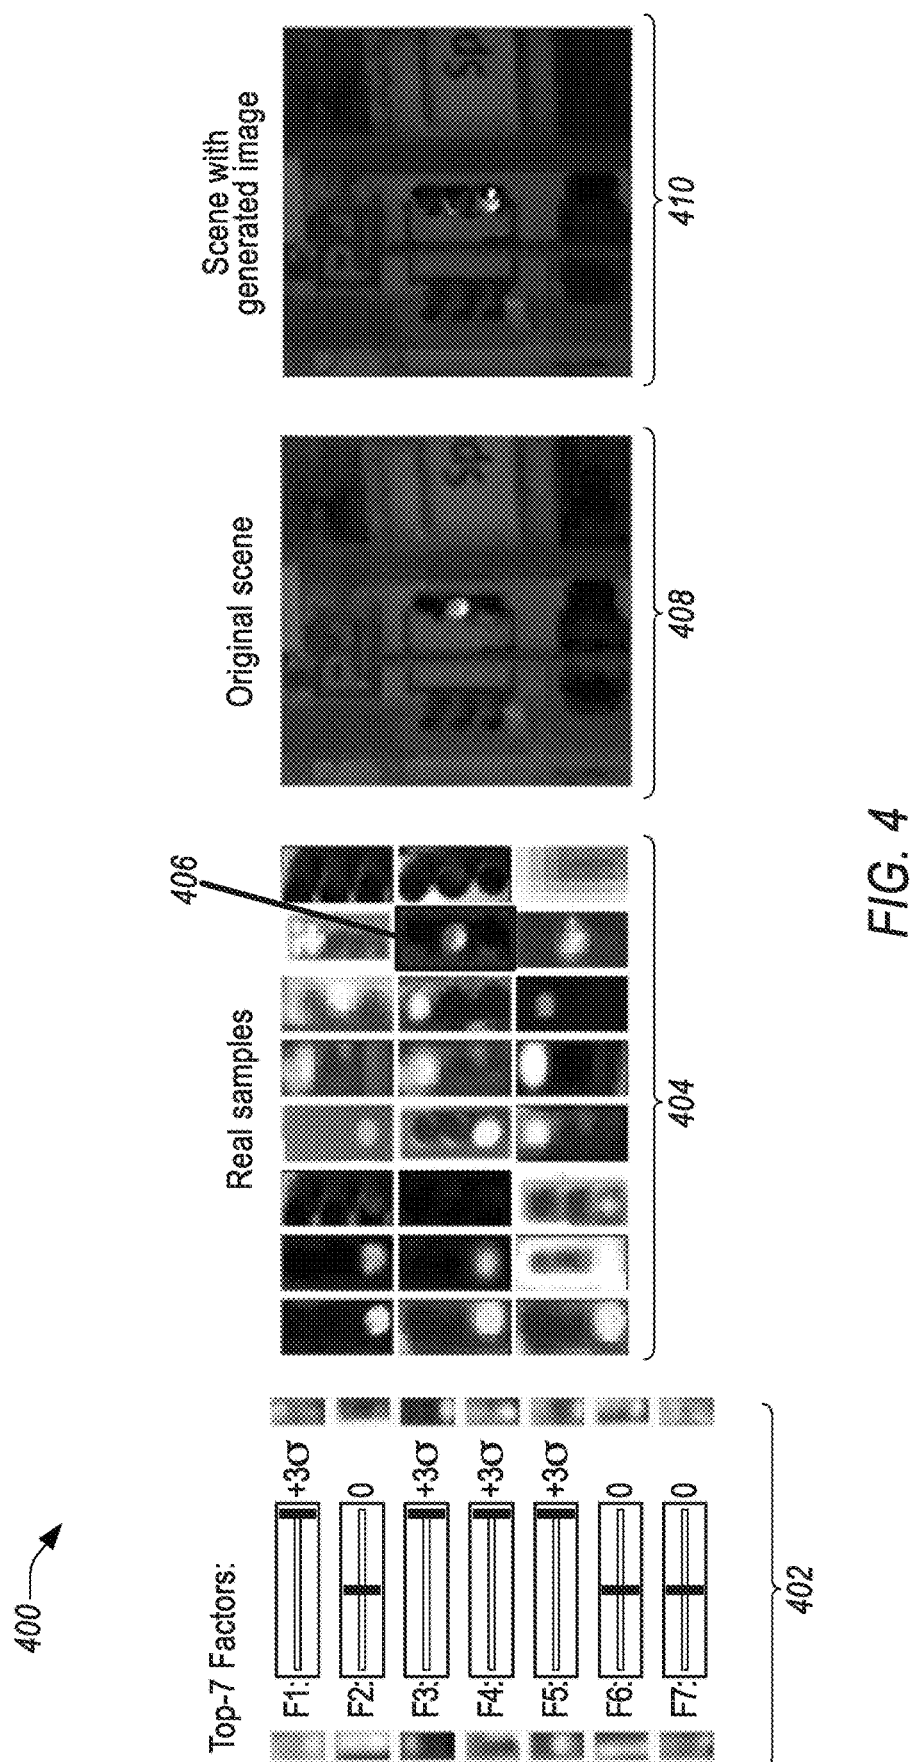 400
Top-7 Factors:
F1: +3σ
F2: 0
F3: +3σ
F4: +3σ
F5: +3σ
F6: 0
F7: 0
402
Real samples
404
406
Original scene
408
Scene with
generated image
410
FIG. 4